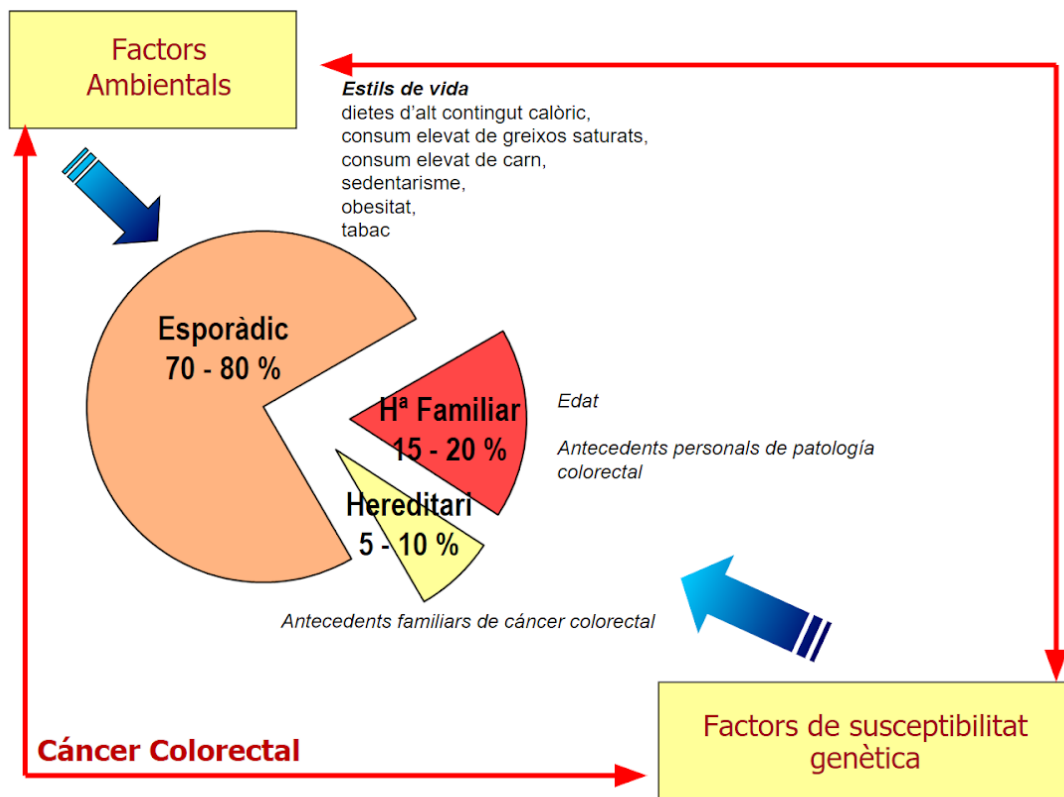 Factors
Ambientals
Estils de vida
dietes d'alt contingut calòric,
consum elevat de greixos saturats,
consum elevat de carn,
sedentarisme,
obesitat,
tabac
Esporàdic
70 - 80 %
Hª Familiar
15 - 20 %
Edat
Antecedents personals de patología
colorectal
Hereditari
5 - 10 %
Antecedents familiars de cáncer colorectal
Factors de susceptibilitat
genètica
Cáncer Colorectal